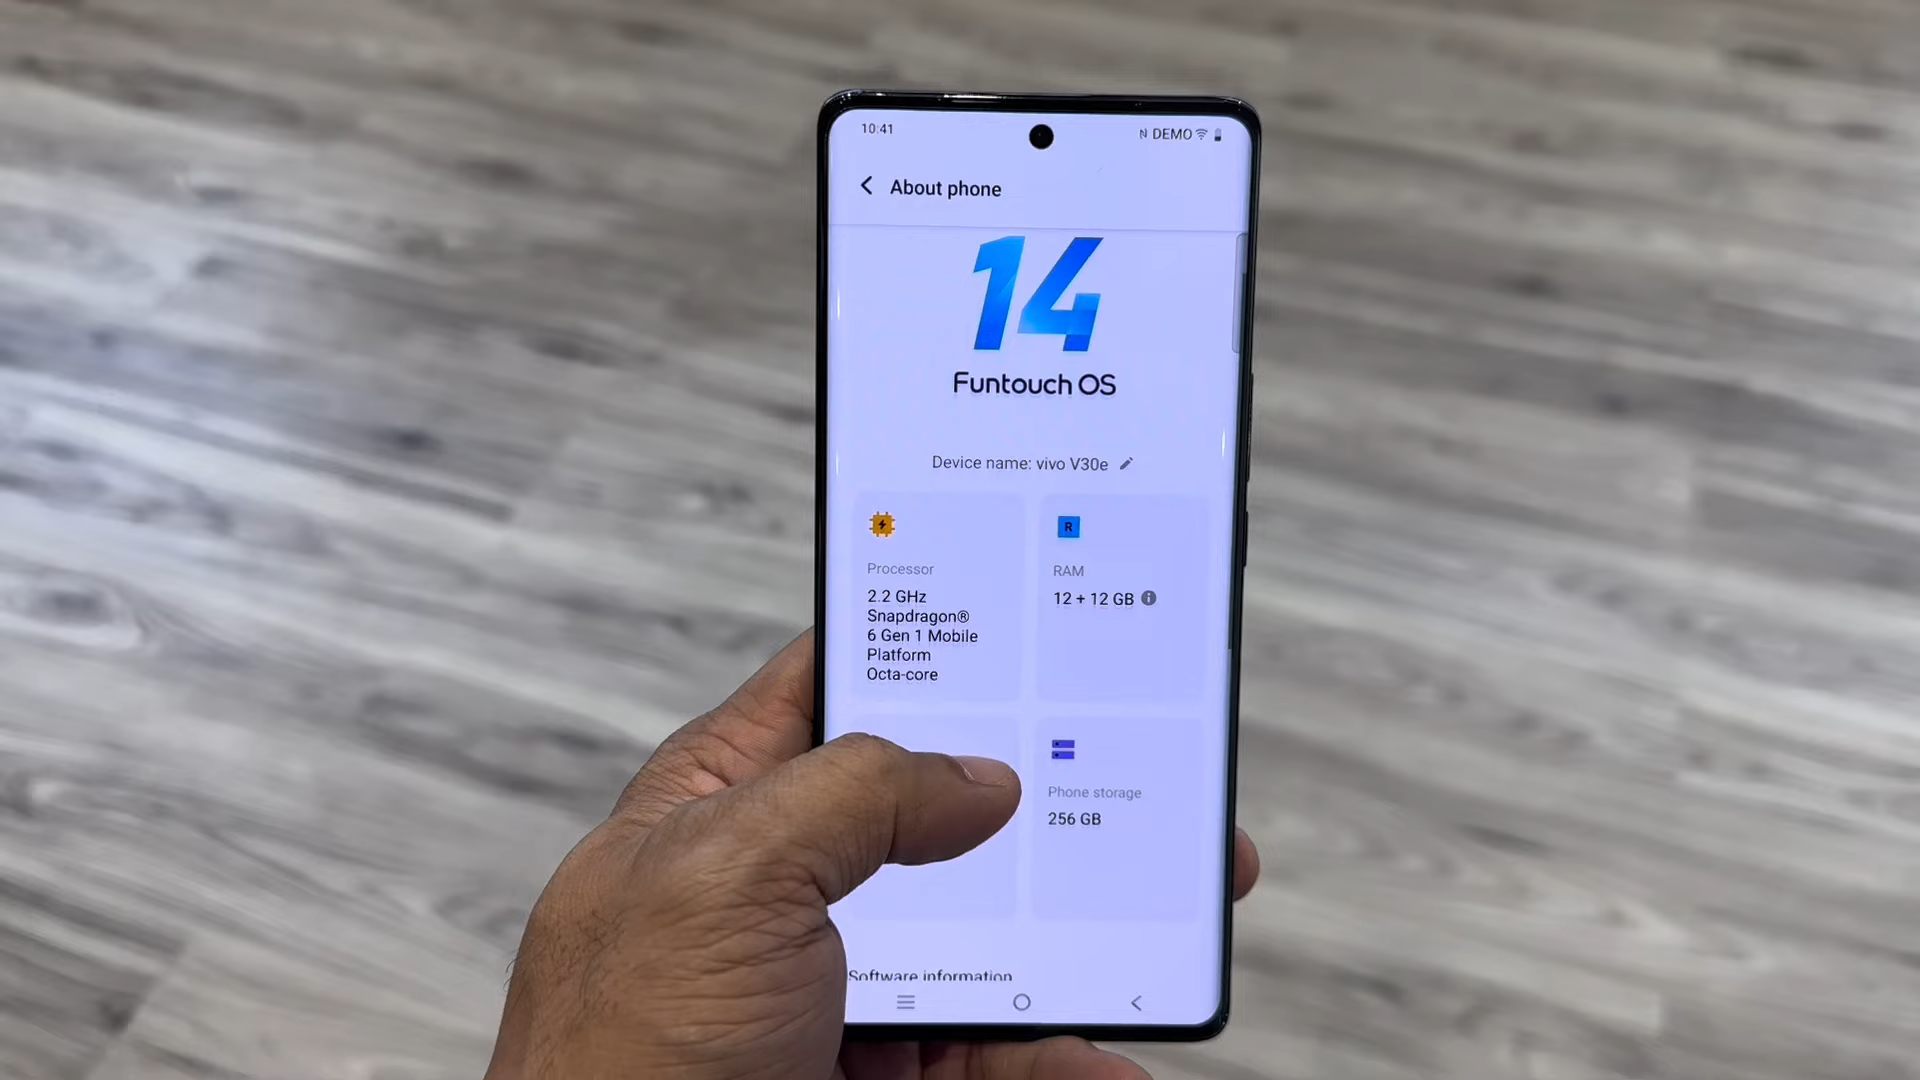 10:41
DEMO
About phone
14
Funtouch OS
Device name: vivo V30e
Processor
2.2 GHz
Snapdragon®
6 Gen 1 Mobile
Platform
Octa-core
R
RAM
12 + 12 GB
Phone storage
256 GB
Software information